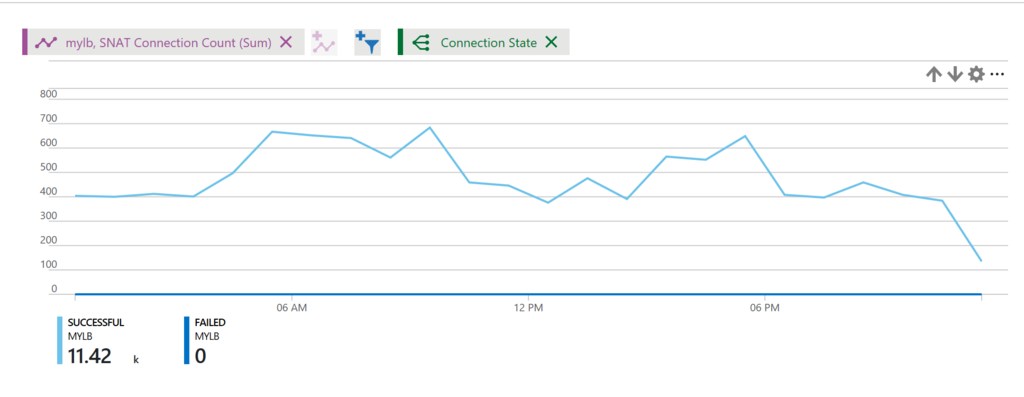 mylb, SNAT Connection Count (Sum)
Connection State
800
700
600
500
400
300
200
100
0
06 AM
12 PM
06 PM
SUCCESSFUL
MYLB
11.42 k
FAILED
MYLB
0